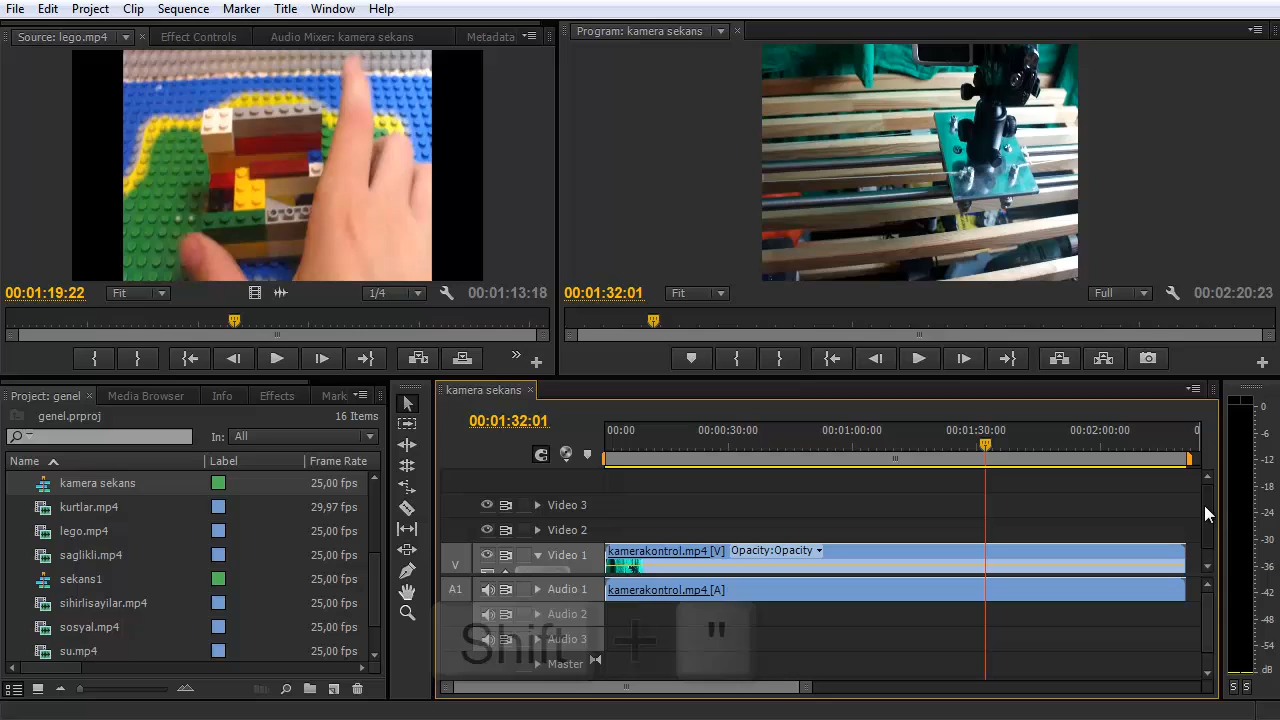 File Edit Project Clip Sequence Marker Title Window Help
Source: lego.mp4 Effect Controls Audio Mixer: kamera sekans Metadata
Program: kamera sekans
00:01:19:22 Fit 1/4 00:01:13:18
00:01:32:01 Fit Full 00:02:20:23
Project: genel Media Browser Info Effects Mark
genel.prproj 16 Items
In: All
Name Label Frame Rate
kamera sekans 25,00 fps
kurtlar.mp4 29,97 fps
lego.mp4 25,00 fps
saglikli.mp4 25,00 fps
sekans1 25,00 fps
sihirlisayilar.mp4 25,00 fps
sosyal.mp4 25,00 fps
su.mp4 25,00 fps
kamera sekans
00:01:32:01
00:00 00:00:30:00 00:01:00:00 00:01:30:00 00:02:00:00 0
Video 3
Video 2
V Video 1 kamerakontrol.mp4 [V] Opacity:Opacity
A1 Audio 1 kamerakontrol.mp4 [A]
Audio 2
Audio 3
Master
Shift + "
0
-6
-12
-18
-24
-30
-36
-42
-48
-54
dB
S S